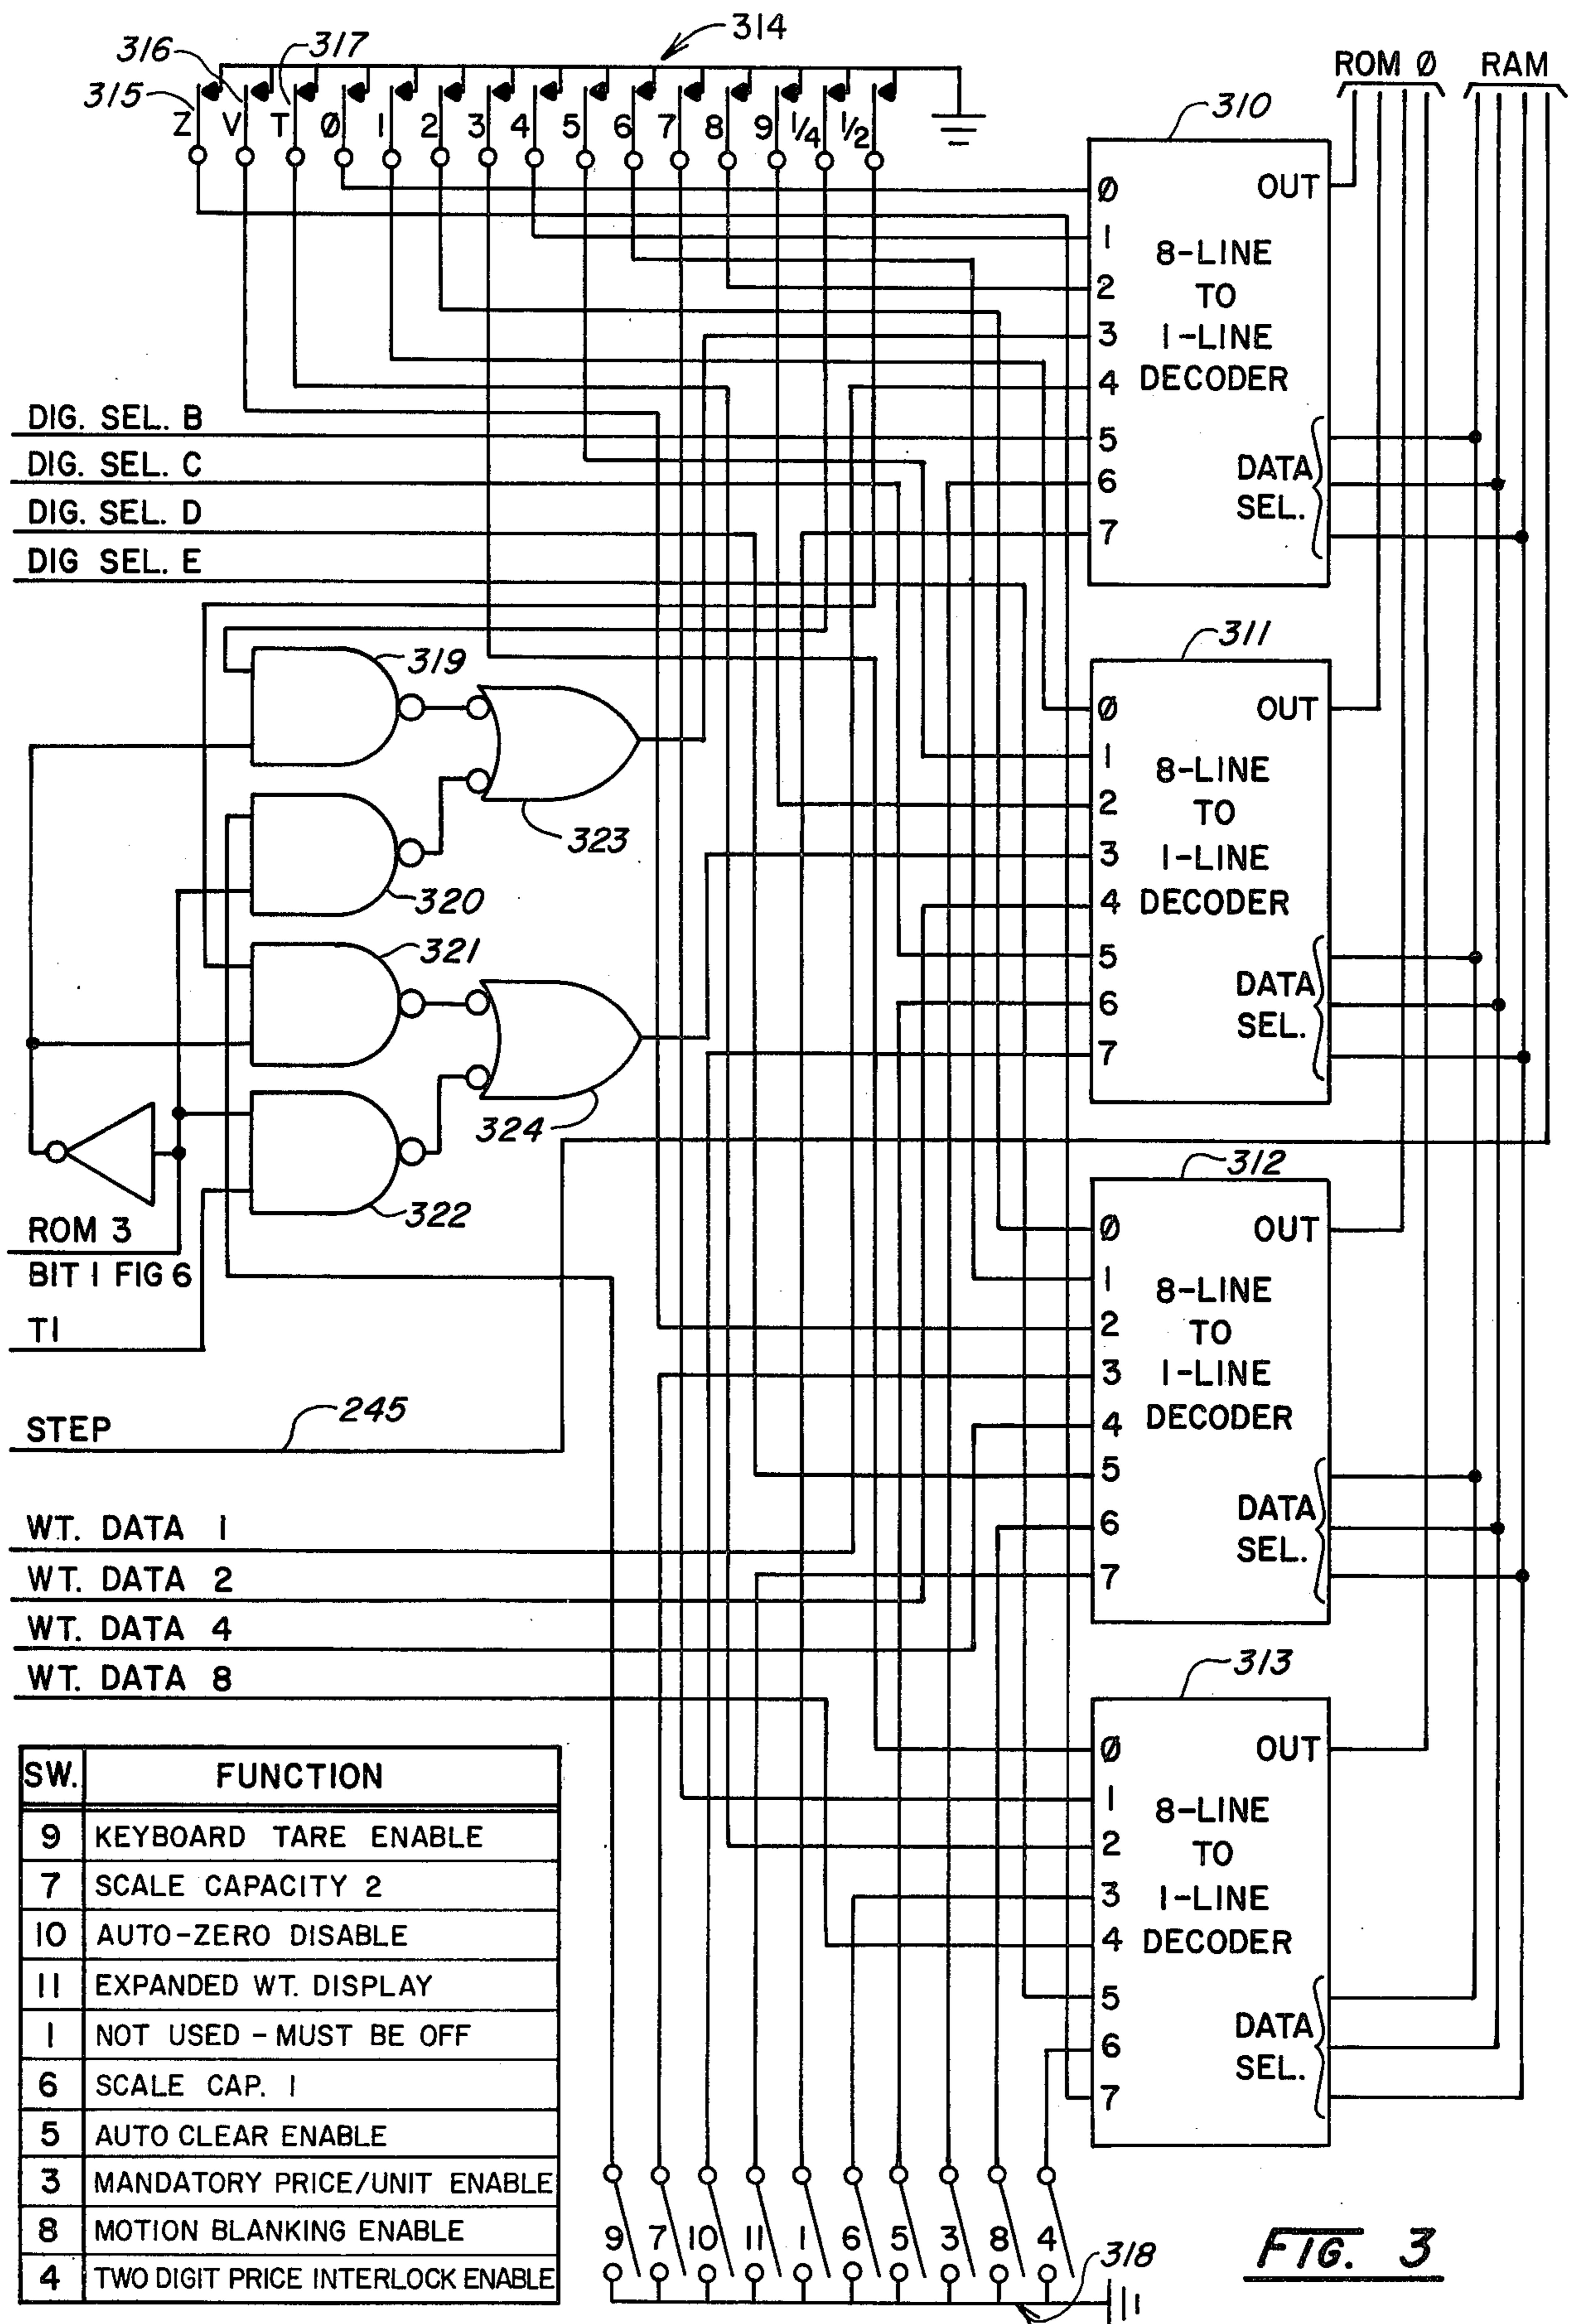 314
316
317
315
Z V T Ø 1 2 3 4 5 6 7 8 9 1/4 1/2
ROM Ø RAM
310
Ø OUT
1
8-LINE
2 TO
3 1-LINE
4 DECODER
5
6 DATA
SEL.
7
DIG. SEL. B
DIG. SEL. C
DIG. SEL. D
DIG SEL. E
319
323
320
321
324
322
311
Ø OUT
1 8-LINE
2 TO
3 1-LINE
4 DECODER
5
6 DATA
SEL.
7
ROM 3
BIT 1 FIG 6
T1
STEP
245
312
Ø OUT
1 8-LINE
2 TO
3 1-LINE
4 DECODER
5
6 DATA
SEL.
7
WT. DATA 1
WT. DATA 2
WT. DATA 4
WT. DATA 8
313
Ø OUT
1 8-LINE
2 TO
3 1-LINE
4 DECODER
5
6 DATA
SEL.
7
SW. FUNCTION
9 KEYBOARD TARE ENABLE
7 SCALE CAPACITY 2
10 AUTO-ZERO DISABLE
11 EXPANDED WT. DISPLAY
1 NOT USED - MUST BE OFF
6 SCALE CAP. 1
5 AUTO CLEAR ENABLE
3 MANDATORY PRICE/UNIT ENABLE
8 MOTION BLANKING ENABLE
4 TWO DIGIT PRICE INTERLOCK ENABLE
9 7 10 11 1 6 5 3 8 4
318
FIG. 3